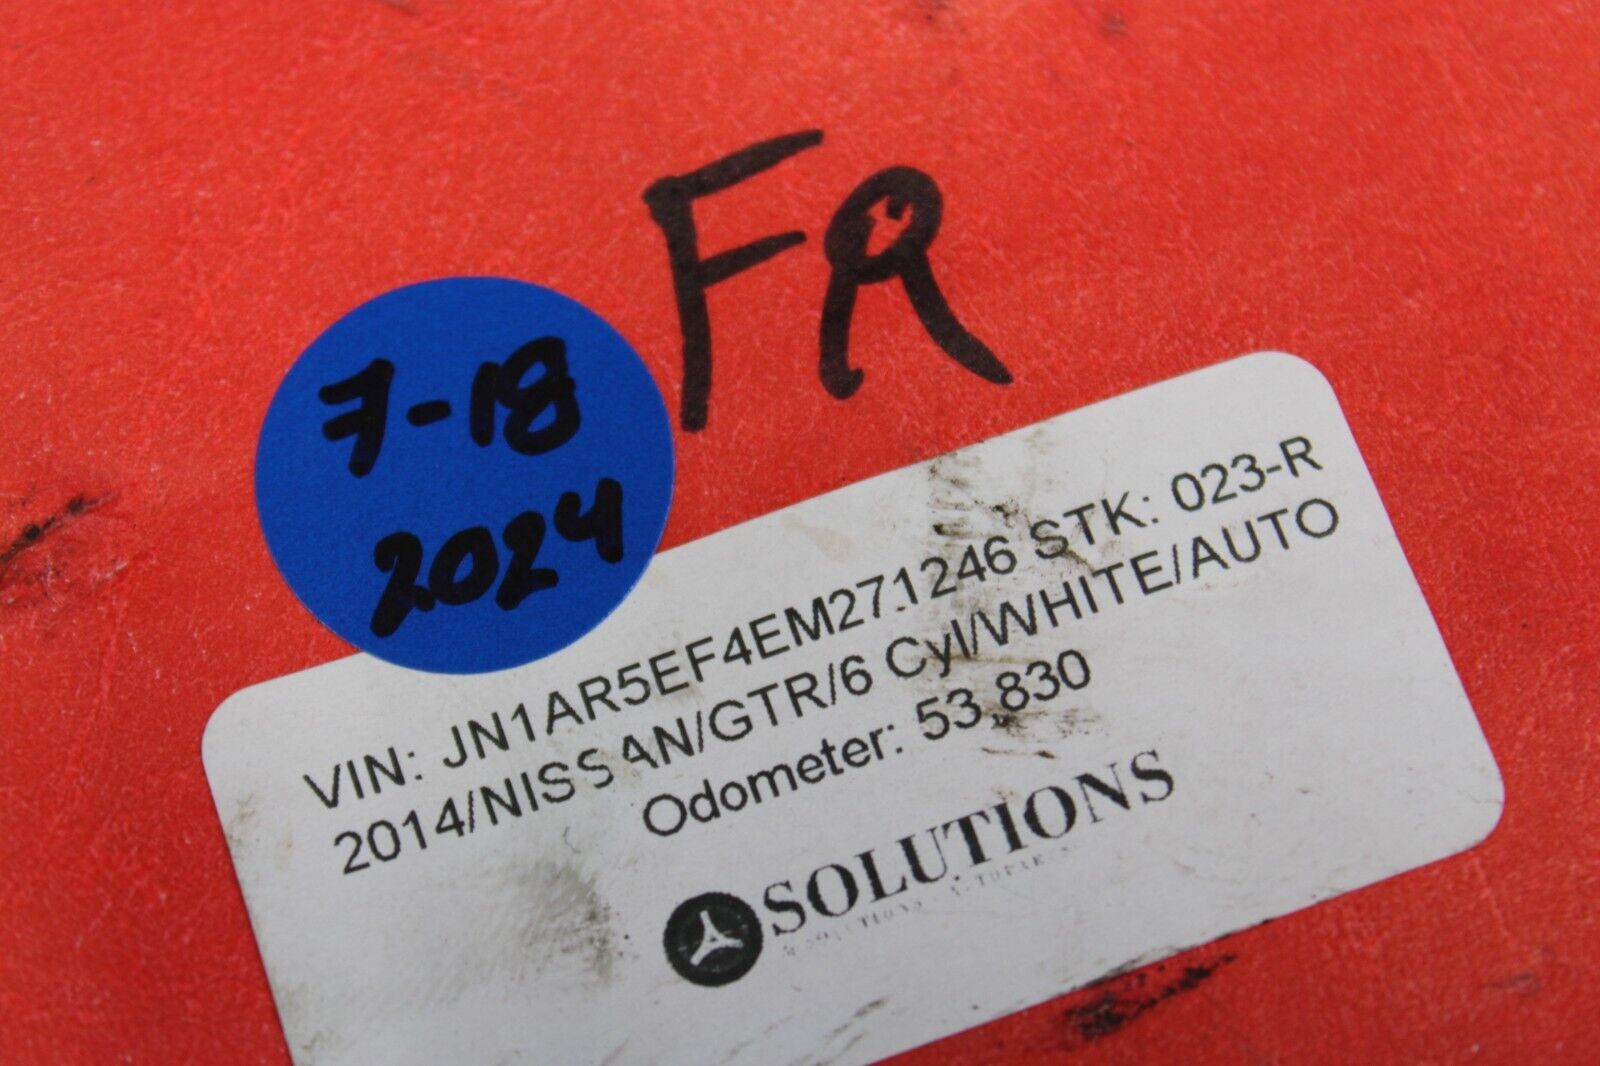 FR
7-18
2024
VIN: JN1AR5EF4EM271246 STK: 023-R
2014/NISSAN/GTR/6 Cyl/WHITE/AUTO
Odometer: 53,830
SOLUTIONS